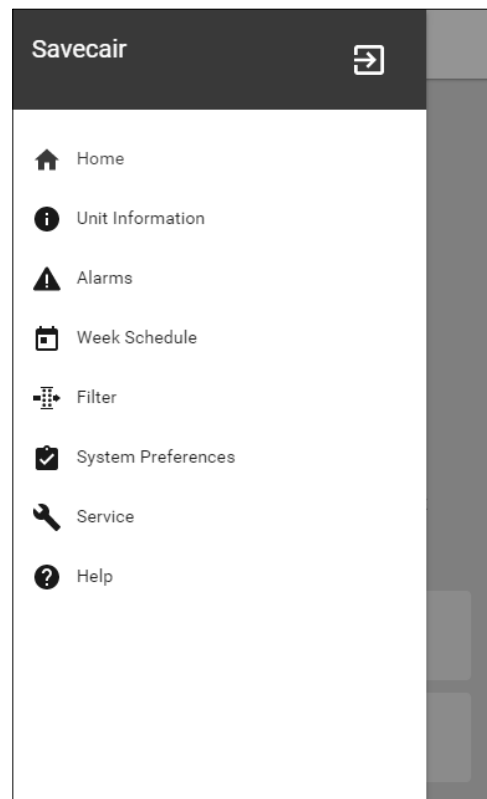 Savecair
Home
Unit Information
Alarms
Week Schedule
Filter
System Preferences
Service
Help